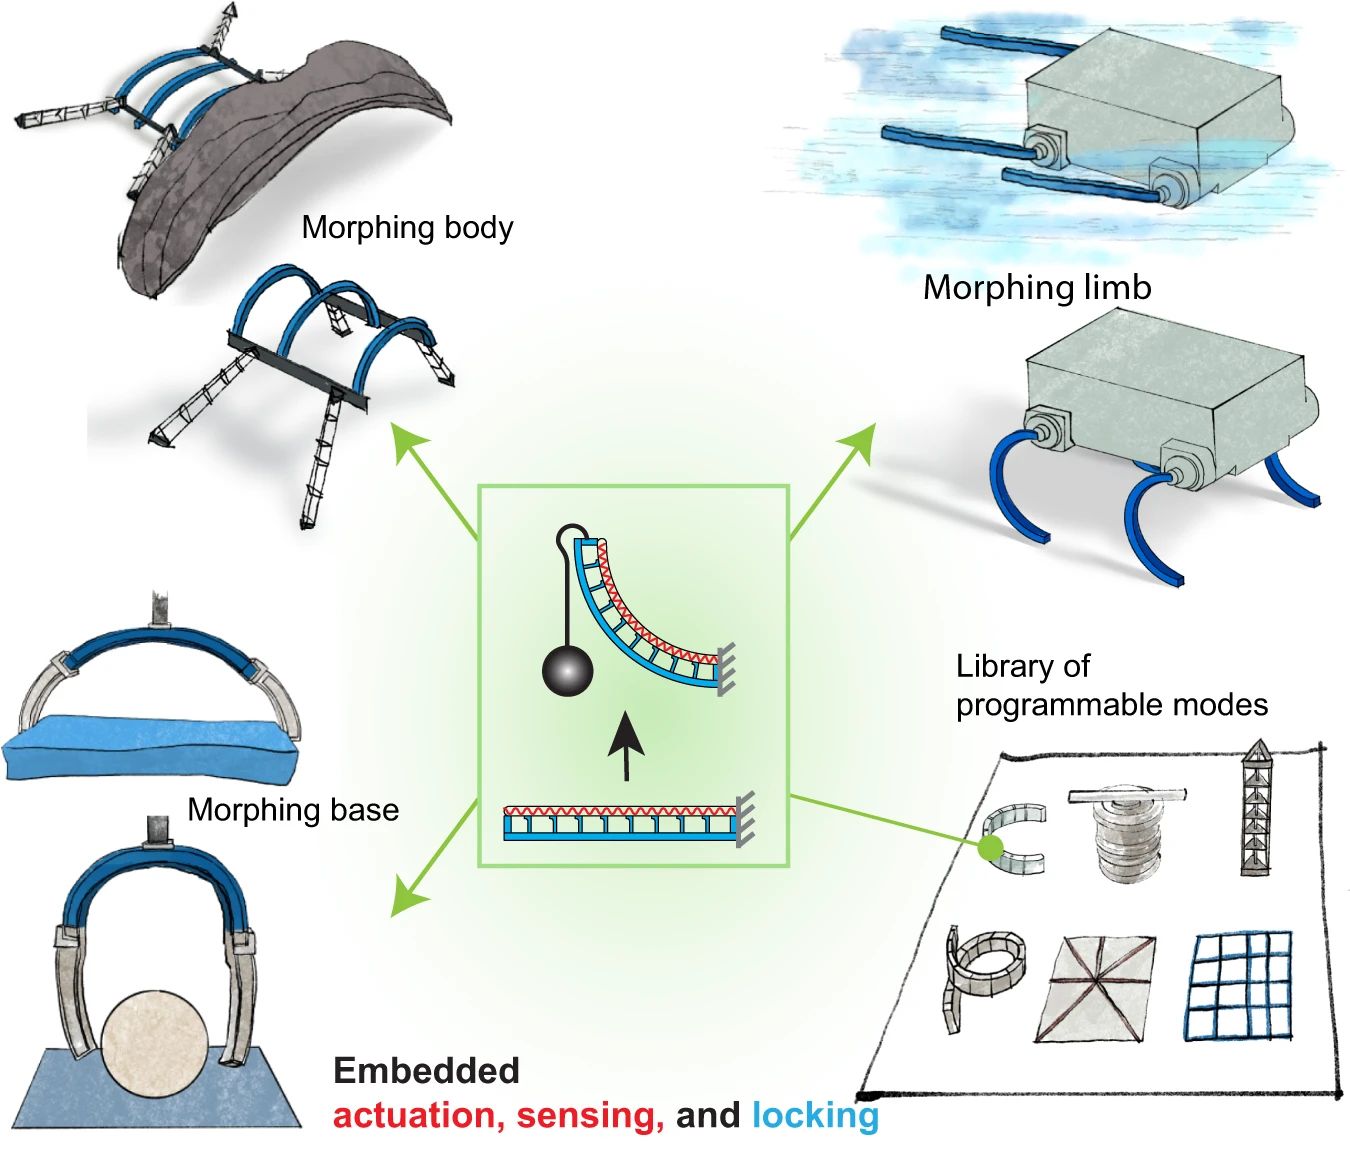 Morphing body
Morphing limb
Library of
programmable modes
Morphing base
Embedded
actuation, sensing, and locking